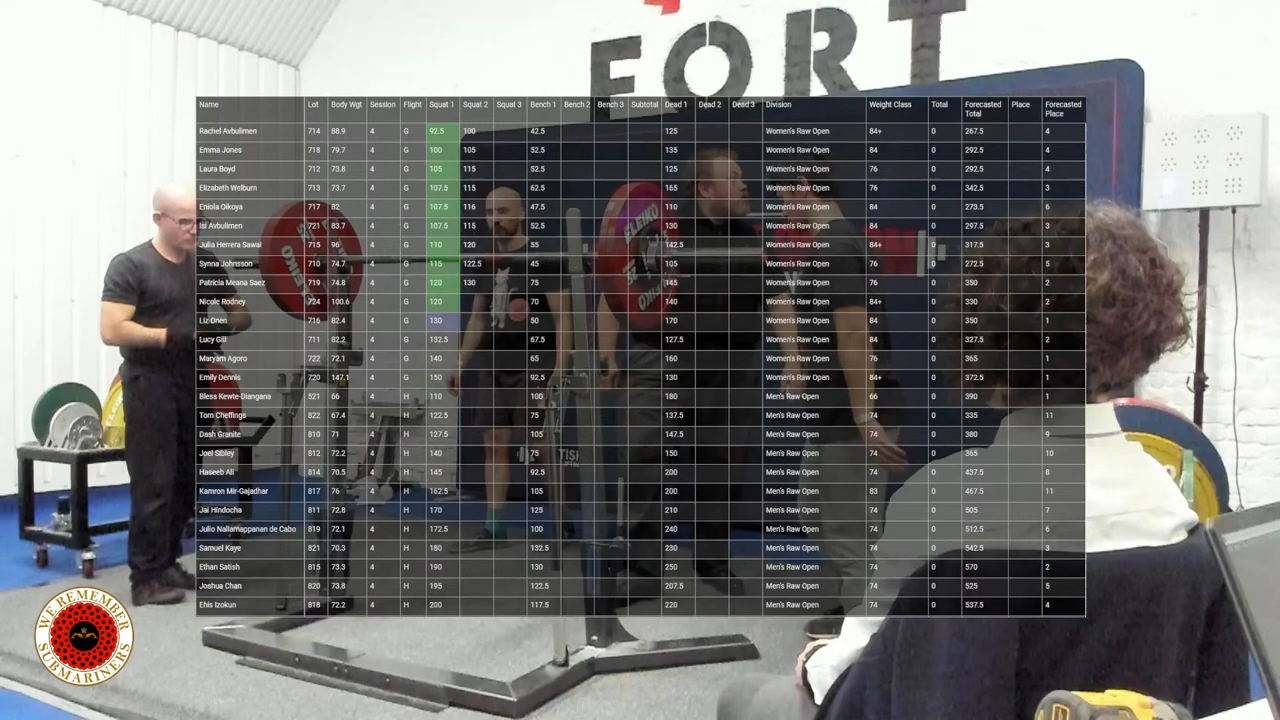 FORT
Name Lot Body Wgt Session Flight Squat 1 Squat 2 Squat 3 Bench 1 Bench 2 Bench 3 Subtotal Dead 1 Dead 2 Dead 3 Division Weight Class Total Forecasted Total Place Forecasted Place
Rachel Avbulimen 714 88.9 4 G 92.5 100 42.5 125 Women's Raw Open 84+ 0 267.5 4
Emma Jones 718 79.7 4 G 100 105 52.5 135 Women's Raw Open 84 0 292.5 4
Laura Boyd 712 73.8 4 G 105 115 52.5 125 Women's Raw Open 76 0 292.5 4
Elizabeth Welburn 713 73.7 4 G 107.5 115 62.5 165 Women's Raw Open 76 0 342.5 3
Eniola Oikoya 717 82 4 G 107.5 116 47.5 110 Women's Raw Open 84 0 273.5 6
Isi Avbulimen 721 83.7 4 G 107.5 115 52.5 130 Women's Raw Open 84 0 297.5 3
Julia Herrera Sawai 715 96 4 G 110 120 55 142.5 Women's Raw Open 84+ 0 317.5 3
Synna Johnsson 710 74.7 4 G 115 122.5 45 105 Women's Raw Open 76 0 272.5 5
Patricia Meana Saez 719 74.8 4 G 120 130 75 145 Women's Raw Open 76 0 350 2
Nicole Rodney 724 100.6 4 G 120 70 140 Women's Raw Open 84+ 0 330 2
Liz Onen 716 82.4 4 G 130 50 170 Women's Raw Open 84 0 350 1
Lucy Gill 711 82.2 4 G 132.5 67.5 127.5 Women's Raw Open 84 0 327.5 2
Maryam Agoro 722 72.1 4 G 140 65 160 Women's Raw Open 76 0 365 1
Emily Dennis 720 147.1 4 G 150 92.5 130 Women's Raw Open 84+ 0 372.5 1
Bless Kewte-Diangana 521 66 4 H 110 100 180 Women's Raw Open 66 0 390 1
Tom Cheffings 822 67.4 4 H 122.5 75 137.5 Men's Raw Open 74 0 335 11
Dash Granite 810 71 4 H 127.5 105 147.5 Men's Raw Open 74 0 380 9
Joel Sibley 812 72.2 4 H 140 75 150 Men's Raw Open 74 0 365 10
Haseeb Ali 814 70.5 4 H 145 92.5 200 Men's Raw Open 74 0 437.5 8
Kamron Mir-Gajadhar 817 76 4 H 162.5 105 200 Men's Raw Open 83 0 467.5 11
Jai Hindocha 811 72.8 4 H 170 125 210 Men's Raw Open 74 0 505 7
Julio Nallamappanan de Cabo 819 72.1 4 H 172.5 100 240 Men's Raw Open 74 0 512.5 6
Samuel Kaye 821 70.3 4 H 180 132.5 230 Men's Raw Open 74 0 542.5 3
Ethan Satish 815 73.3 4 H 190 130 250 Men's Raw Open 74 0 570 2
Joshua Chan 820 73.8 4 H 195 122.5 207.5 Men's Raw Open 74 0 525 5
Ehis Izokun 818 72.2 4 H 200 117.5 220 Men's Raw Open 74 0 537.5 4
ELEIKO
ELEIKO
25
WE REMEMBER
SUBMARINERS